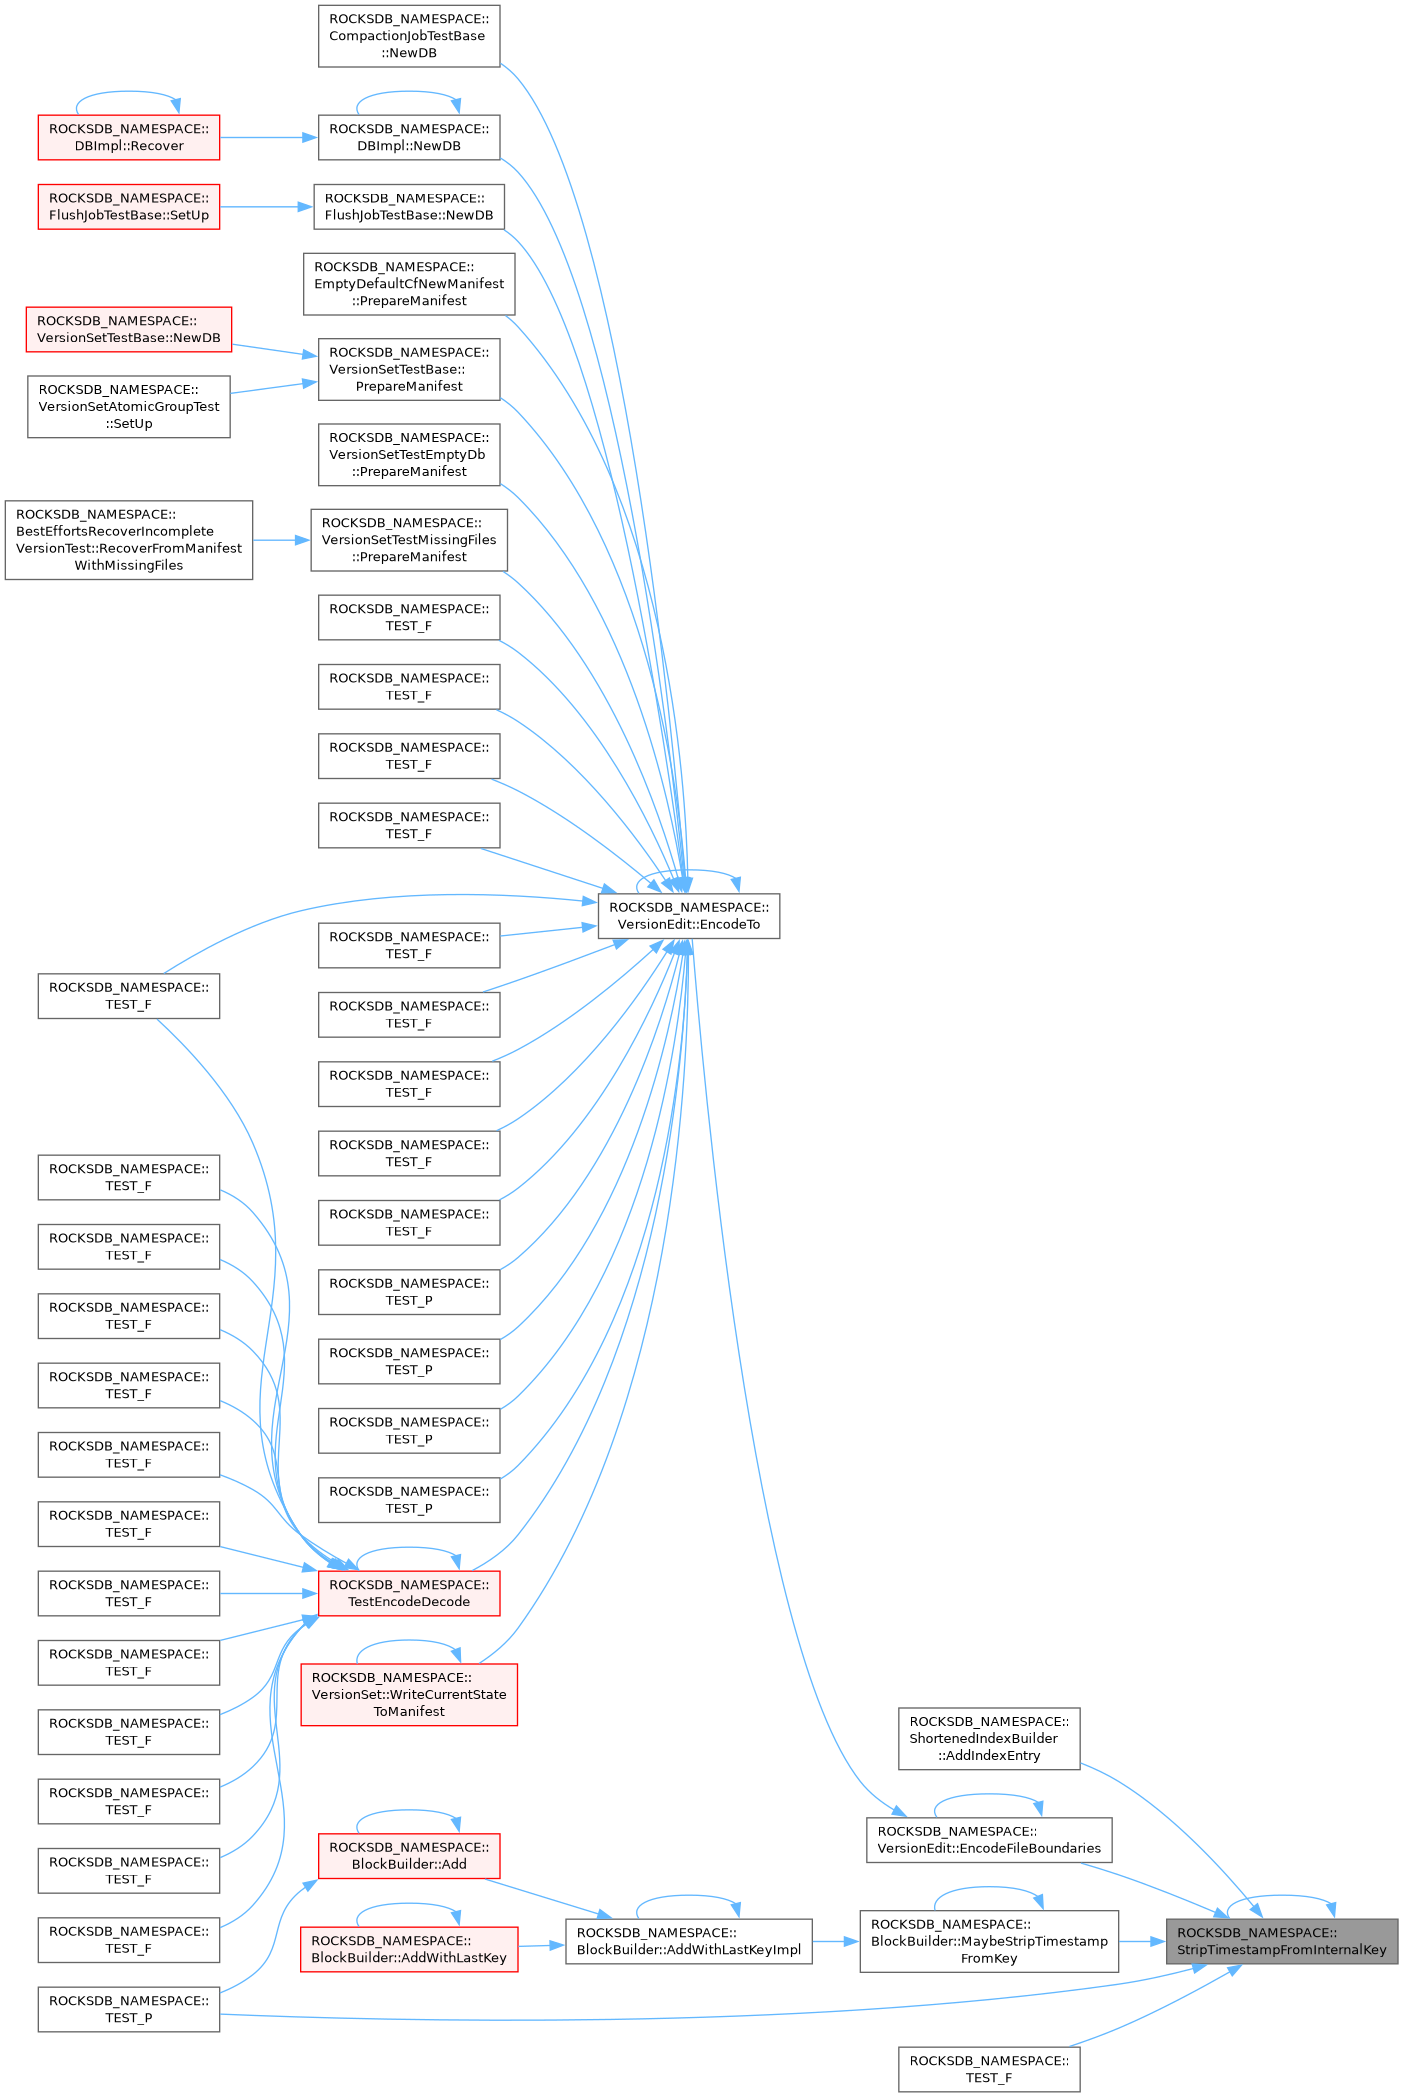 ROCKSDB_NAMESPACE::
CompactionJobTestBase
::NewDB
ROCKSDB_NAMESPACE::
DBImpl::Recover
ROCKSDB_NAMESPACE::
DBImpl::NewDB
ROCKSDB_NAMESPACE::
FlushJobTestBase::SetUp
ROCKSDB_NAMESPACE::
FlushJobTestBase::NewDB
ROCKSDB_NAMESPACE::
EmptyDefaultCfNewManifest
::PrepareManifest
ROCKSDB_NAMESPACE::
VersionSetTestBase::NewDB
ROCKSDB_NAMESPACE::
VersionSetTestBase::
PrepareManifest
ROCKSDB_NAMESPACE::
VersionSetAtomicGroupTest
::SetUp
ROCKSDB_NAMESPACE::
VersionSetTestEmptyDb
::PrepareManifest
ROCKSDB_NAMESPACE::
BestEffortsRecoverIncomplete
VersionTest::RecoverFromManifest
WithMissingFiles
ROCKSDB_NAMESPACE::
VersionSetTestMissingFiles
::PrepareManifest
ROCKSDB_NAMESPACE::
TEST_F
ROCKSDB_NAMESPACE::
TEST_F
ROCKSDB_NAMESPACE::
TEST_F
ROCKSDB_NAMESPACE::
TEST_F
ROCKSDB_NAMESPACE::
VersionEdit::EncodeTo
ROCKSDB_NAMESPACE::
TEST_F
ROCKSDB_NAMESPACE::
TEST_F
ROCKSDB_NAMESPACE::
TEST_F
ROCKSDB_NAMESPACE::
TEST_F
ROCKSDB_NAMESPACE::
TEST_F
ROCKSDB_NAMESPACE::
TEST_F
ROCKSDB_NAMESPACE::
TEST_F
ROCKSDB_NAMESPACE::
TEST_F
ROCKSDB_NAMESPACE::
TEST_F
ROCKSDB_NAMESPACE::
TEST_P
ROCKSDB_NAMESPACE::
TEST_F
ROCKSDB_NAMESPACE::
TEST_P
ROCKSDB_NAMESPACE::
TEST_F
ROCKSDB_NAMESPACE::
TEST_P
ROCKSDB_NAMESPACE::
TEST_F
ROCKSDB_NAMESPACE::
TEST_P
ROCKSDB_NAMESPACE::
TEST_F
ROCKSDB_NAMESPACE::
TEST_F
ROCKSDB_NAMESPACE::
TestEncodeDecode
ROCKSDB_NAMESPACE::
TEST_F
ROCKSDB_NAMESPACE::
VersionSet::WriteCurrentState
ToManifest
ROCKSDB_NAMESPACE::
TEST_F
ROCKSDB_NAMESPACE::
ShortenedIndexBuilder
::AddIndexEntry
ROCKSDB_NAMESPACE::
TEST_F
ROCKSDB_NAMESPACE::
VersionEdit::EncodeFileBoundaries
ROCKSDB_NAMESPACE::
BlockBuilder::Add
ROCKSDB_NAMESPACE::
TEST_F
ROCKSDB_NAMESPACE::
TEST_F
ROCKSDB_NAMESPACE::
BlockBuilder::AddWithLastKey
ROCKSDB_NAMESPACE::
BlockBuilder::AddWithLastKeyImpl
ROCKSDB_NAMESPACE::
BlockBuilder::MaybeStripTimestamp
FromKey
ROCKSDB_NAMESPACE::
StripTimestampFromInternalKey
ROCKSDB_NAMESPACE::
TEST_P
ROCKSDB_NAMESPACE::
TEST_F